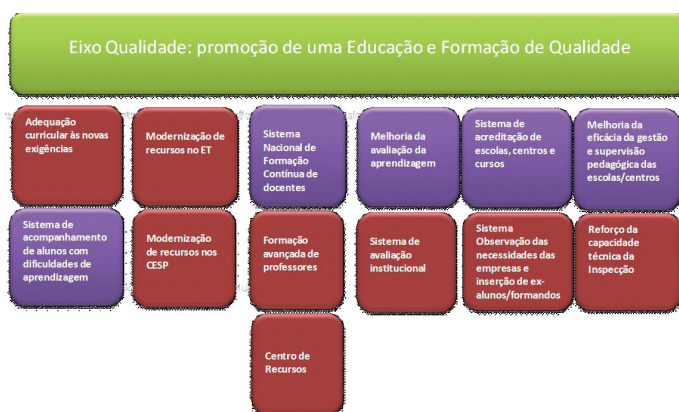 Eixo Qualidade: promoção de uma Educação e Formação de Qualidade
Adequação
curricular às novas
exigências
Modernização de
recursos no ET
Sistema
Nacional de
Formação
Contínua de
docentes
Melhoria da
avaliação da
aprendizagem
Sistema de
acreditação de
escolas, centros e
cursos
Melhoria da
eficácia da gestão
e supervisão
pedagógica das
escolas/centros
Sistema de
acompanhamento
de alunos com
dificuldades de
aprendizagem
Modernização
de recursos nos
CESP
Formação
avançada de
professores
Sistema de
avaliação
institucional
Sistema
Observação das
necessidades das
empresas e
inserção de ex-
alunos/formandos
Reforço da
capacidade
técnica da
Inspecção
Centro de
Recursos